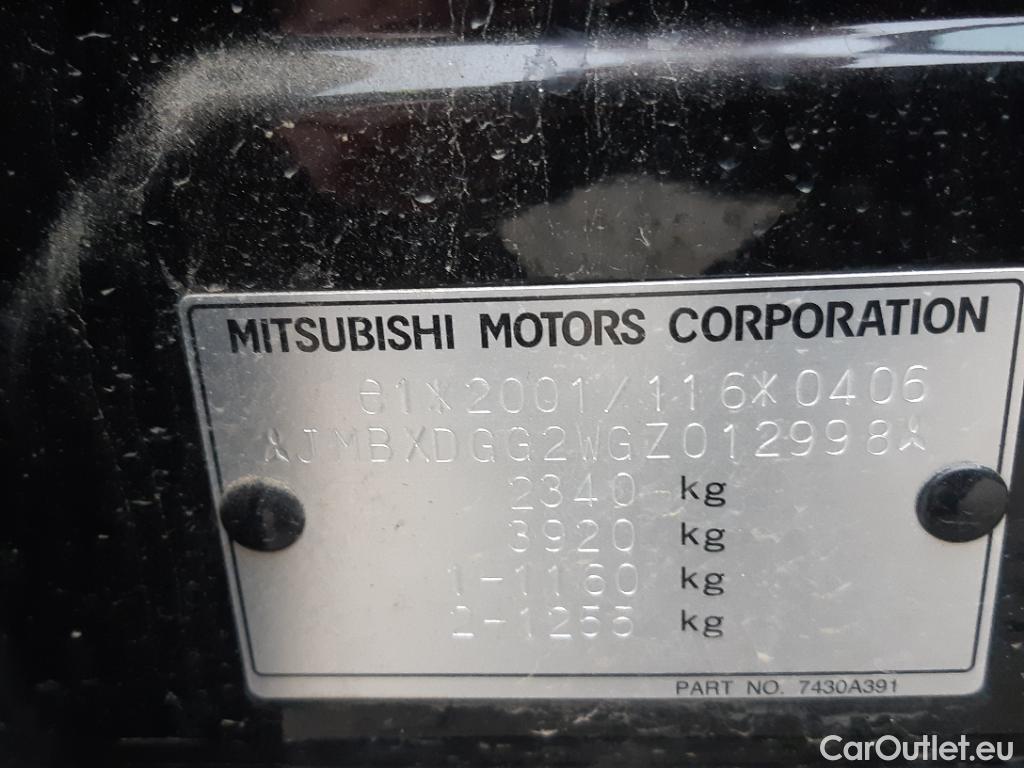 MITSUBISHI MOTORS CORPORATION
e1*2001/116*0406
*JMBXDGG2WGZ012998*
2340 kg
3920 kg
1-1160 kg
2-1255 kg
PART NO. 7430A391
CarOutlet.eu